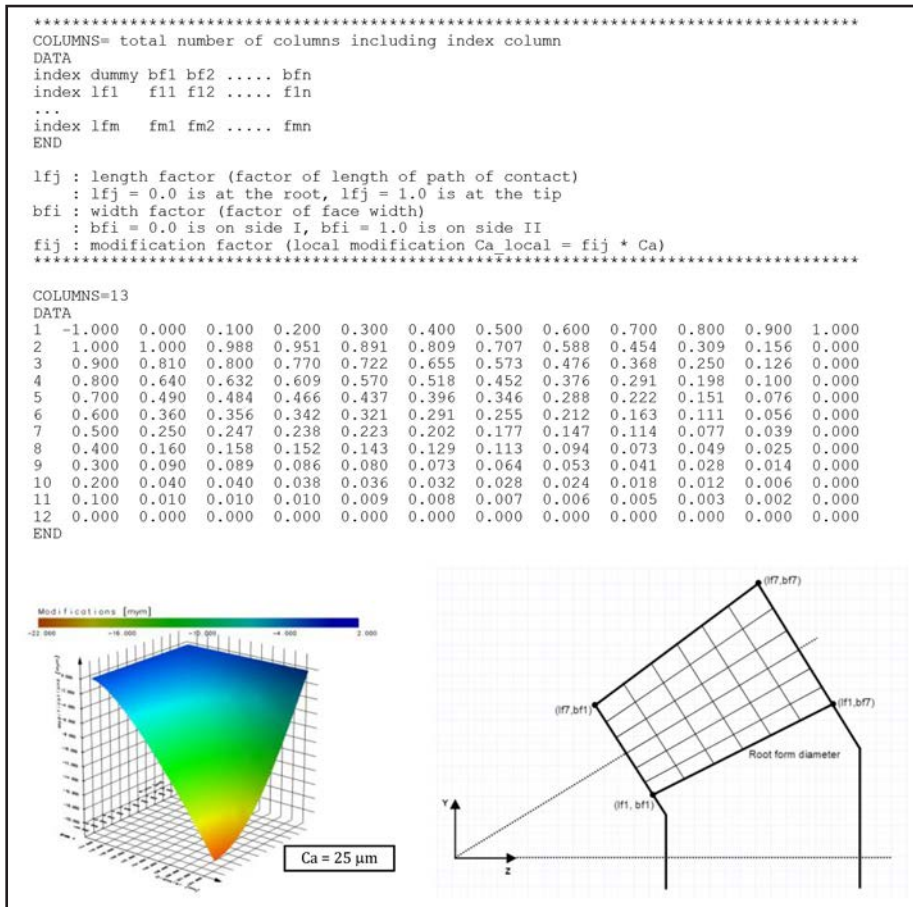 *************************************************************************************
COLUMNS= total number of columns including index column
DATA
index dummy bf1 bf2 ..... bfn
index lf1 f11 f12 ..... f1n
...
index lfm fm1 fm2 ..... fmn
END
lfj : length factor (factor of length of path of contact)
: lfj = 0.0 is at the root, lfj = 1.0 is at the tip
bfi : width factor (factor of face width)
: bfi = 0.0 is on side I, bfi = 1.0 is on side II
fij : modification factor (local modification Ca_local = fij * Ca)
*************************************************************************************
COLUMNS=13
DATA
1 -1.000 0.000 0.100 0.200 0.300 0.400 0.500 0.600 0.700 0.800 0.900 1.000
2 1.000 1.000 0.988 0.951 0.891 0.809 0.707 0.588 0.454 0.309 0.156 0.000
3 0.900 0.810 0.800 0.770 0.722 0.655 0.573 0.476 0.368 0.250 0.126 0.000
4 0.800 0.640 0.632 0.609 0.570 0.518 0.452 0.376 0.291 0.198 0.100 0.000
5 0.700 0.490 0.484 0.466 0.437 0.396 0.346 0.288 0.222 0.151 0.076 0.000
6 0.600 0.360 0.356 0.342 0.321 0.291 0.255 0.212 0.163 0.111 0.056 0.000
7 0.500 0.250 0.247 0.238 0.223 0.202 0.177 0.147 0.114 0.077 0.039 0.000
8 0.400 0.160 0.158 0.152 0.143 0.129 0.113 0.094 0.073 0.049 0.025 0.000
9 0.300 0.090 0.089 0.086 0.080 0.073 0.064 0.053 0.041 0.028 0.014 0.000
10 0.200 0.040 0.040 0.038 0.036 0.032 0.028 0.024 0.018 0.012 0.006 0.000
11 0.100 0.010 0.010 0.010 0.009 0.008 0.007 0.006 0.005 0.003 0.002 0.000
12 0.000 0.000 0.000 0.000 0.000 0.000 0.000 0.000 0.000 0.000 0.000 0.000
END
Modifications [mym]
-22.000 -16.000 -10.000 -4.000 2.000
Ca = 25 µm
(lf7,bf7)
(lf7,bf1)
(lf1,bf7)
Root form diameter
(lf1, bf1)
Y
Z